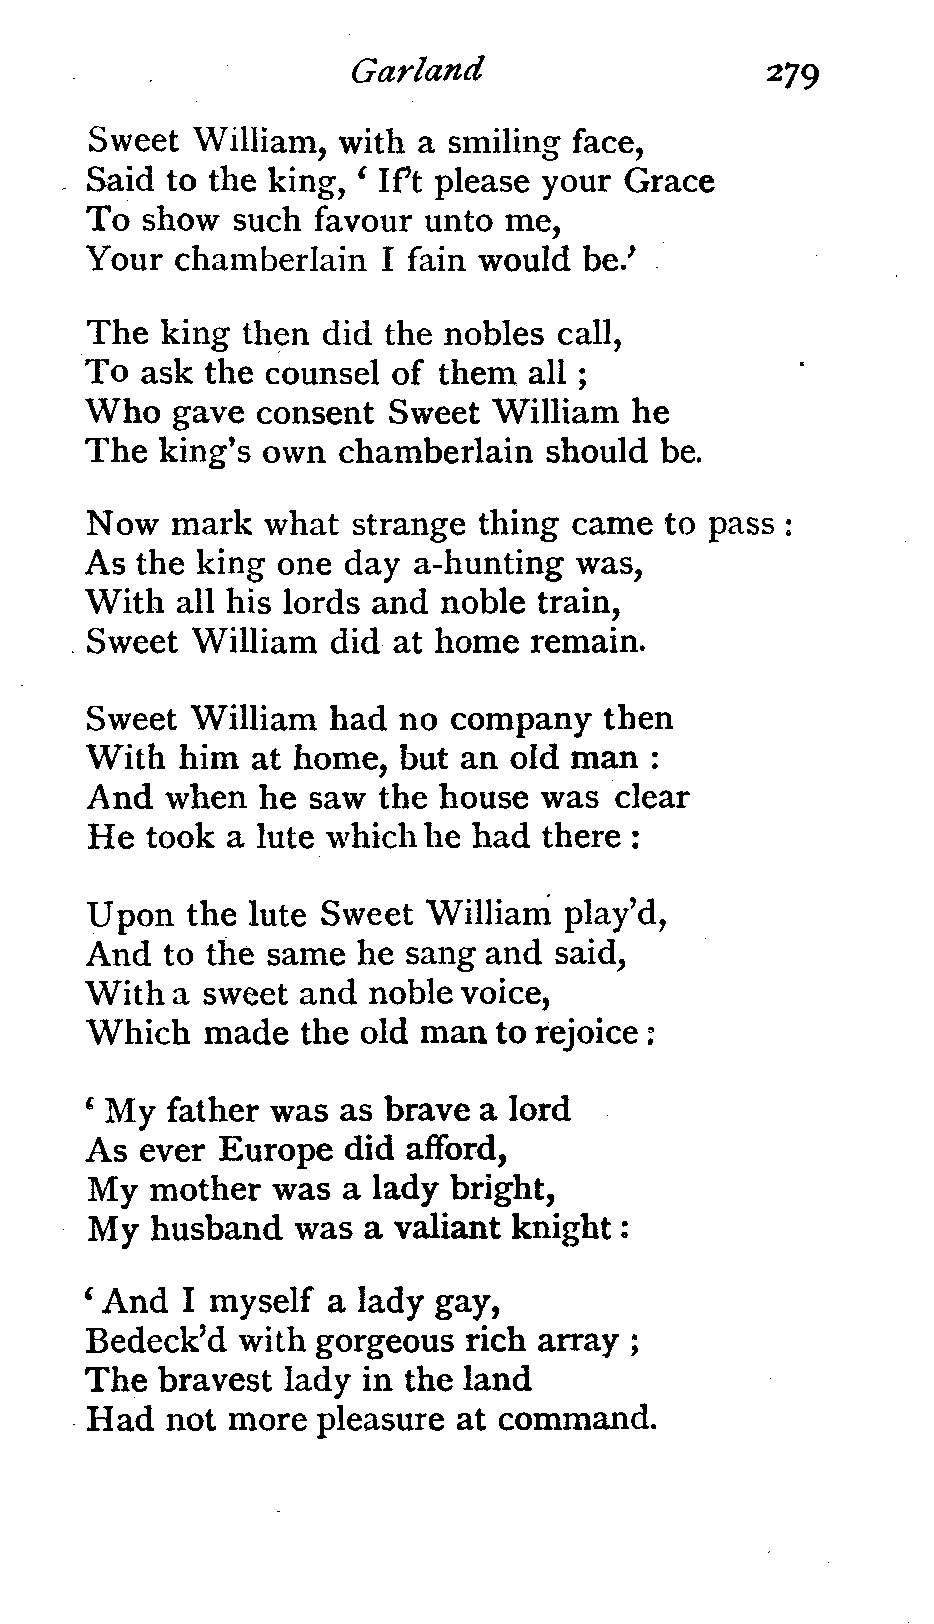 Garland 279
Sweet William, with a smiling face,
Said to the king, ‘ If't please your Grace
To show such favour unto me,
Your chamberlain I fain would be.’
The king then did the nobles call,
To ask the counsel of them all ;
Who gave consent Sweet William he
The king’s own chamberlain should be.
Now mark what strange thing came to pass :
As the king one day a-hunting was,
With all his lords and noble train,
Sweet William did at home remain.
Sweet William had no company then
With him at home, but an old man :
And when he saw the house was clear
He took a lute which he had there :
Upon the lute Sweet William play’d,
And to the same he sang and said,
With a sweet and noble voice,
Which made the old man to rejoice :
‘ My father was as brave a lord
As ever Europe did afford,
My mother was a lady bright,
My husband was a valiant knight :
‘ And I myself a lady gay,
Bedeck’d with gorgeous rich array ;
The bravest lady in the land
Had not more pleasure at command.